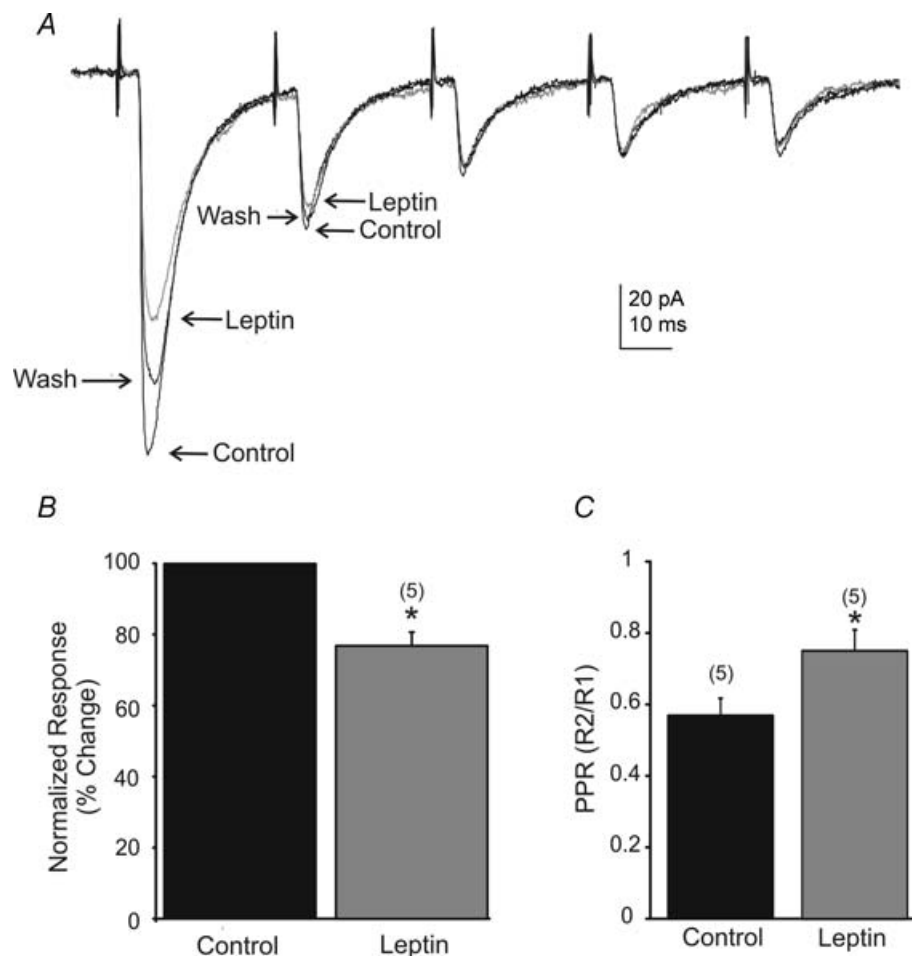 A
Leptin
Wash
Control
20 pA
10 ms
Leptin
Wash
Control
B
Normalized Response
(% Change)
100
80
60
40
20
0
(5)
*
Control
Leptin
C
PPR (R2/R1)
1
0.8
0.6
0.4
0.2
0
(5)
(5)
*
Control
Leptin